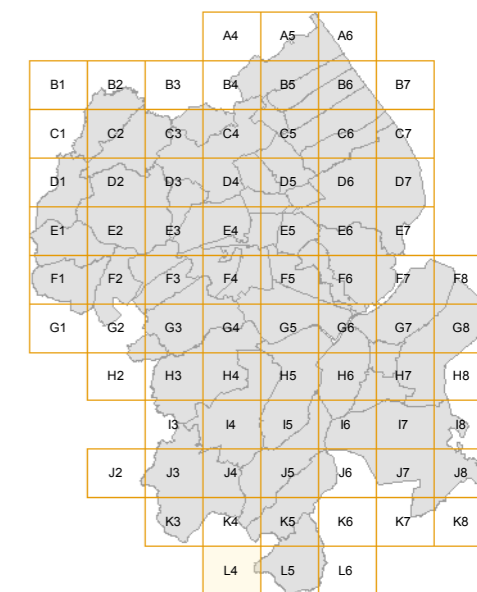 A4 A5 A6
B1 B2 B3 B4 B5 B6 B7
C1 C2 C3 C4 C5 C6 C7
D1 D2 D3 D4 D5 D6 D7
E1 E2 E3 E4 E5 E6 E7
F1 F2 F3 F4 F5 F6 F7 F8
G1 G2 G3 G4 G5 G6 G7 G8
H2 H3 H4 H5 H6 H7 H8
I3 I4 I5 I6 I7 I8
J2 J3 J4 J5 J6 J7 J8
K3 K4 K5 K6 K7 K8
L4 L5 L6